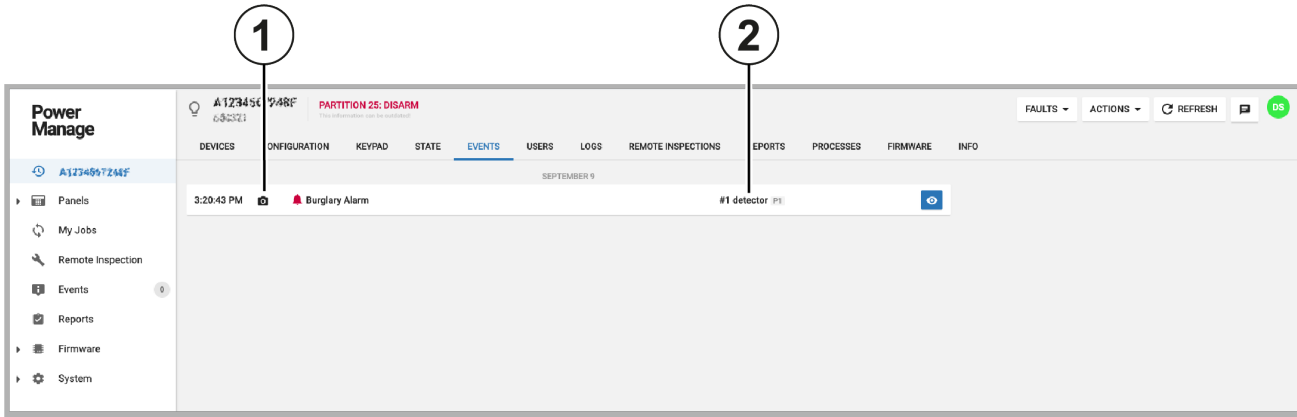 1 2
Power
Manage
PARTITION 25: DISARM
FAULTS ACTIONS REFRESH DS
DEVICES CONFIGURATION KEYPAD STATE EVENTS USERS LOGS REMOTE INSPECTIONS REPORTS PROCESSES FIRMWARE INFO
SEPTEMBER 9
3:20:43 PM Burglary Alarm #1 detector P1
Panels
My Jobs
Remote Inspection
Events 0
Reports
Firmware
System